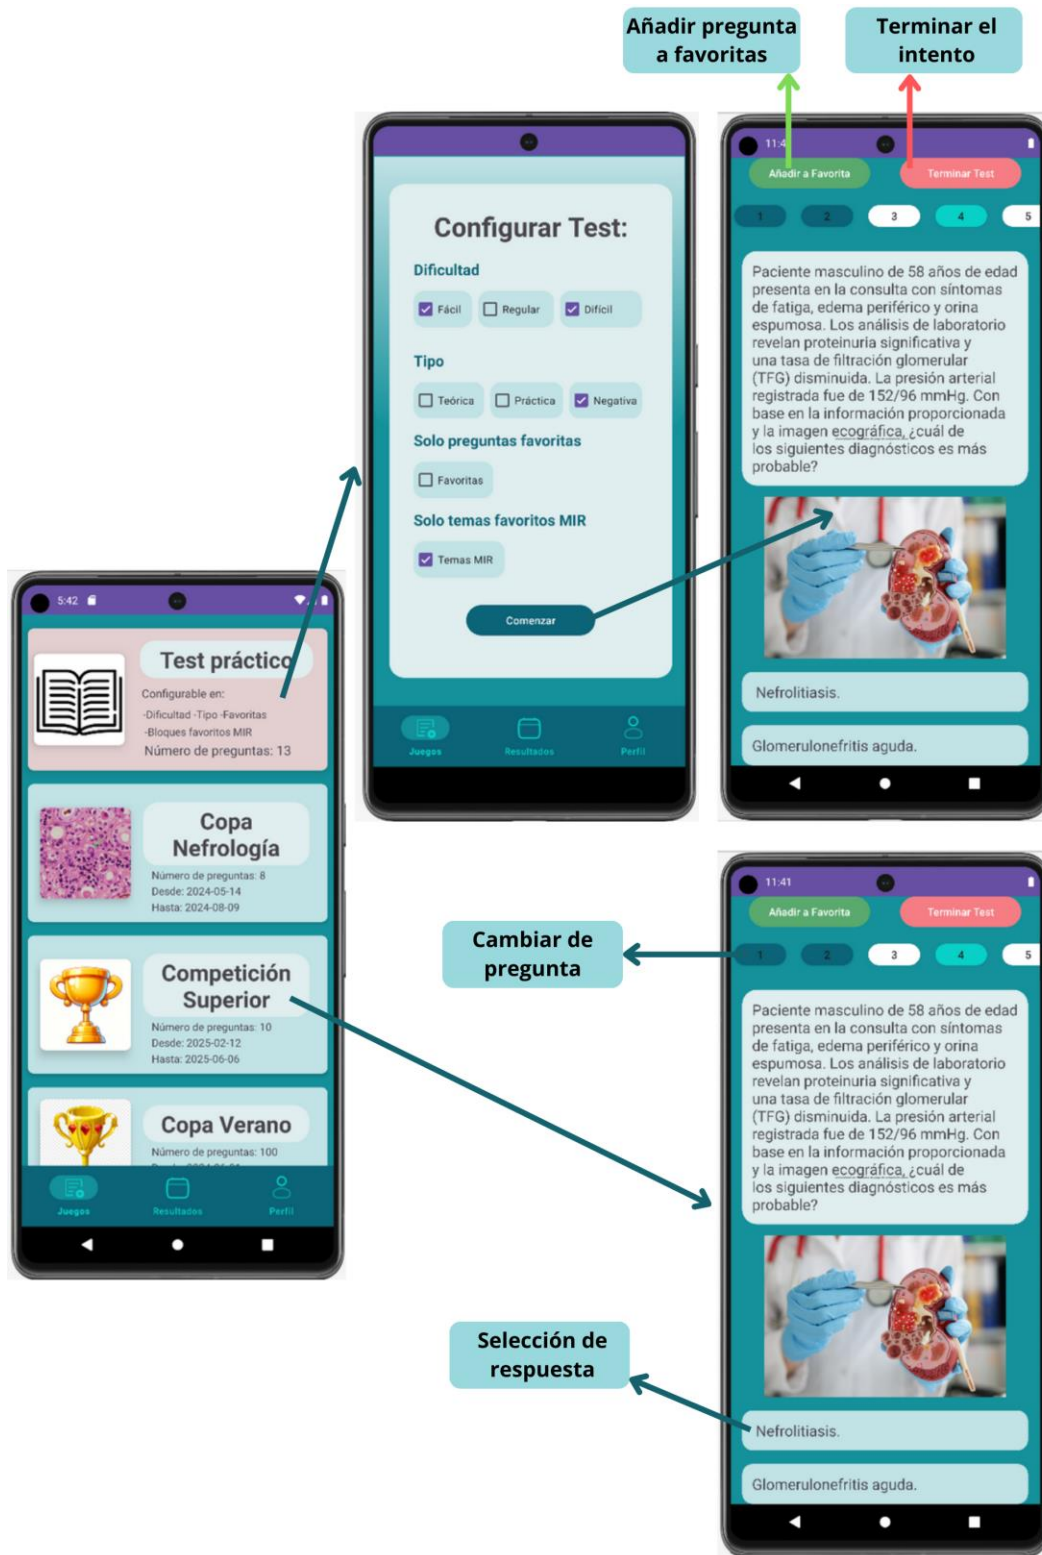 Añadir pregunta
a favoritas
Terminar el
intento
Configurar Test:
Dificultad
Fácil
Regular
Difícil
Tipo
Teórica
Práctica
Negativa
Solo preguntas favoritas
Favoritas
Solo temas favoritos MIR
Temas MIR
Comenzar
Juegos
Resultados
Perfil
11:4
Añadir a Favorita
Terminar Test
1
2
3
4
5
Paciente masculino de 58 años de edad
presenta en la consulta con síntomas
de fatiga, edema periférico y orina
espumosa. Los análisis de laboratorio
revelan proteinuria significativa y
una tasa de filtración glomerular
(TFG) disminuida. La presión arterial
registrada fue de 152/96 mmHg. Con
base en la información proporcionada
y la imagen ecográfica, ¿cuál de
los siguientes diagnósticos es más
probable?
Nefrolitiasis.
Glomerulonefritis aguda.
5:42
Test práctico
Configurable en:
-Dificultad -Tipo -Favoritas
-Bloques favoritos MIR
Número de preguntas: 13
Copa
Nefrología
Número de preguntas: 8
Desde: 2024-05-14
Hasta: 2024-08-09
Competición
Superior
Número de preguntas: 10
Desde: 2025-02-12
Hasta: 2025-06-06
Copa Verano
Número de preguntas: 100
Juegos
Resultados
Perfil
Cambiar de
pregunta
Selección de
respuesta
11:41
Añadir a Favorita
Terminar Test
1
2
3
4
5
Paciente masculino de 58 años de edad
presenta en la consulta con síntomas
de fatiga, edema periférico y orina
espumosa. Los análisis de laboratorio
revelan proteinuria significativa y
una tasa de filtración glomerular
(TFG) disminuida. La presión arterial
registrada fue de 152/96 mmHg. Con
base en la información proporcionada
y la imagen ecográfica, ¿cuál de
los siguientes diagnósticos es más
probable?
Nefrolitiasis.
Glomerulonefritis aguda.